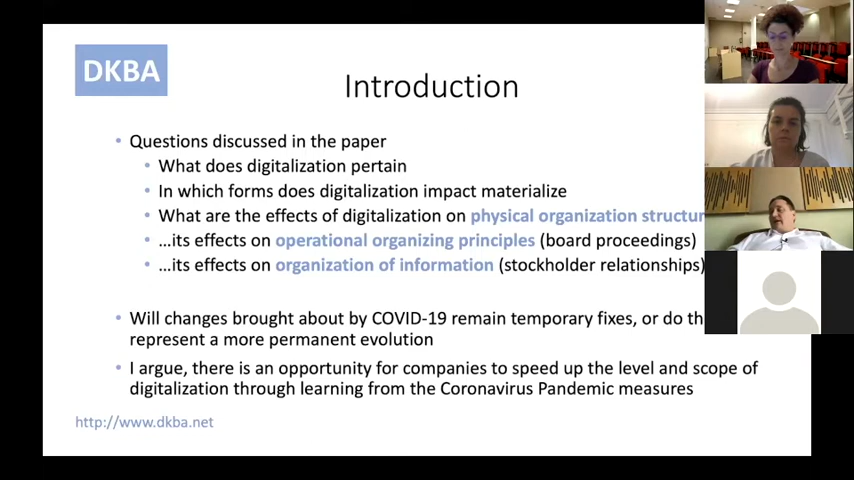 DKBA
Introduction
Questions discussed in the paper
What does digitalization pertain
In which forms does digitalization impact materialize
What are the effects of digitalization on physical organization
…its effects on operational organizing principles (board proceedings)
…its effects on organization of information (stockholder relationships)
Will changes brought about by COVID-19 remain temporary fixes, or do
represent a more permanent evolution
I argue, there is an opportunity for companies to speed up the level and scope of
digitalization through learning from the Coronavirus Pandemic measures
http://www.dkba.net